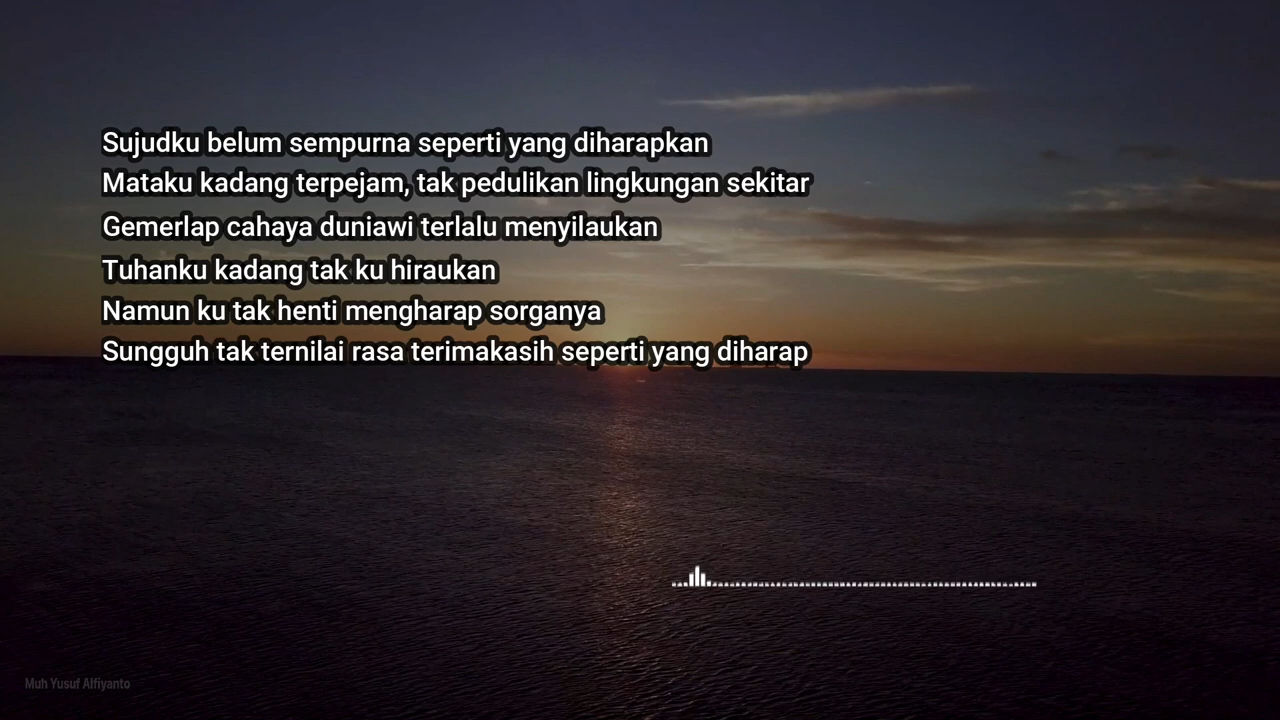 Sujudku belum sempurna seperti yang diharapkan
Mataku kadang terpejam, tak pedulikan lingkungan sekitar
Gemerlap cahaya duniawi terlalu menyilaukan
Tuhanku kadang tak ku hiraukan
Namun ku tak henti mengharap sorganya
Sungguh tak ternilai rasa terimakasih seperti yang diharap
Muh Yusuf Alfiyanto